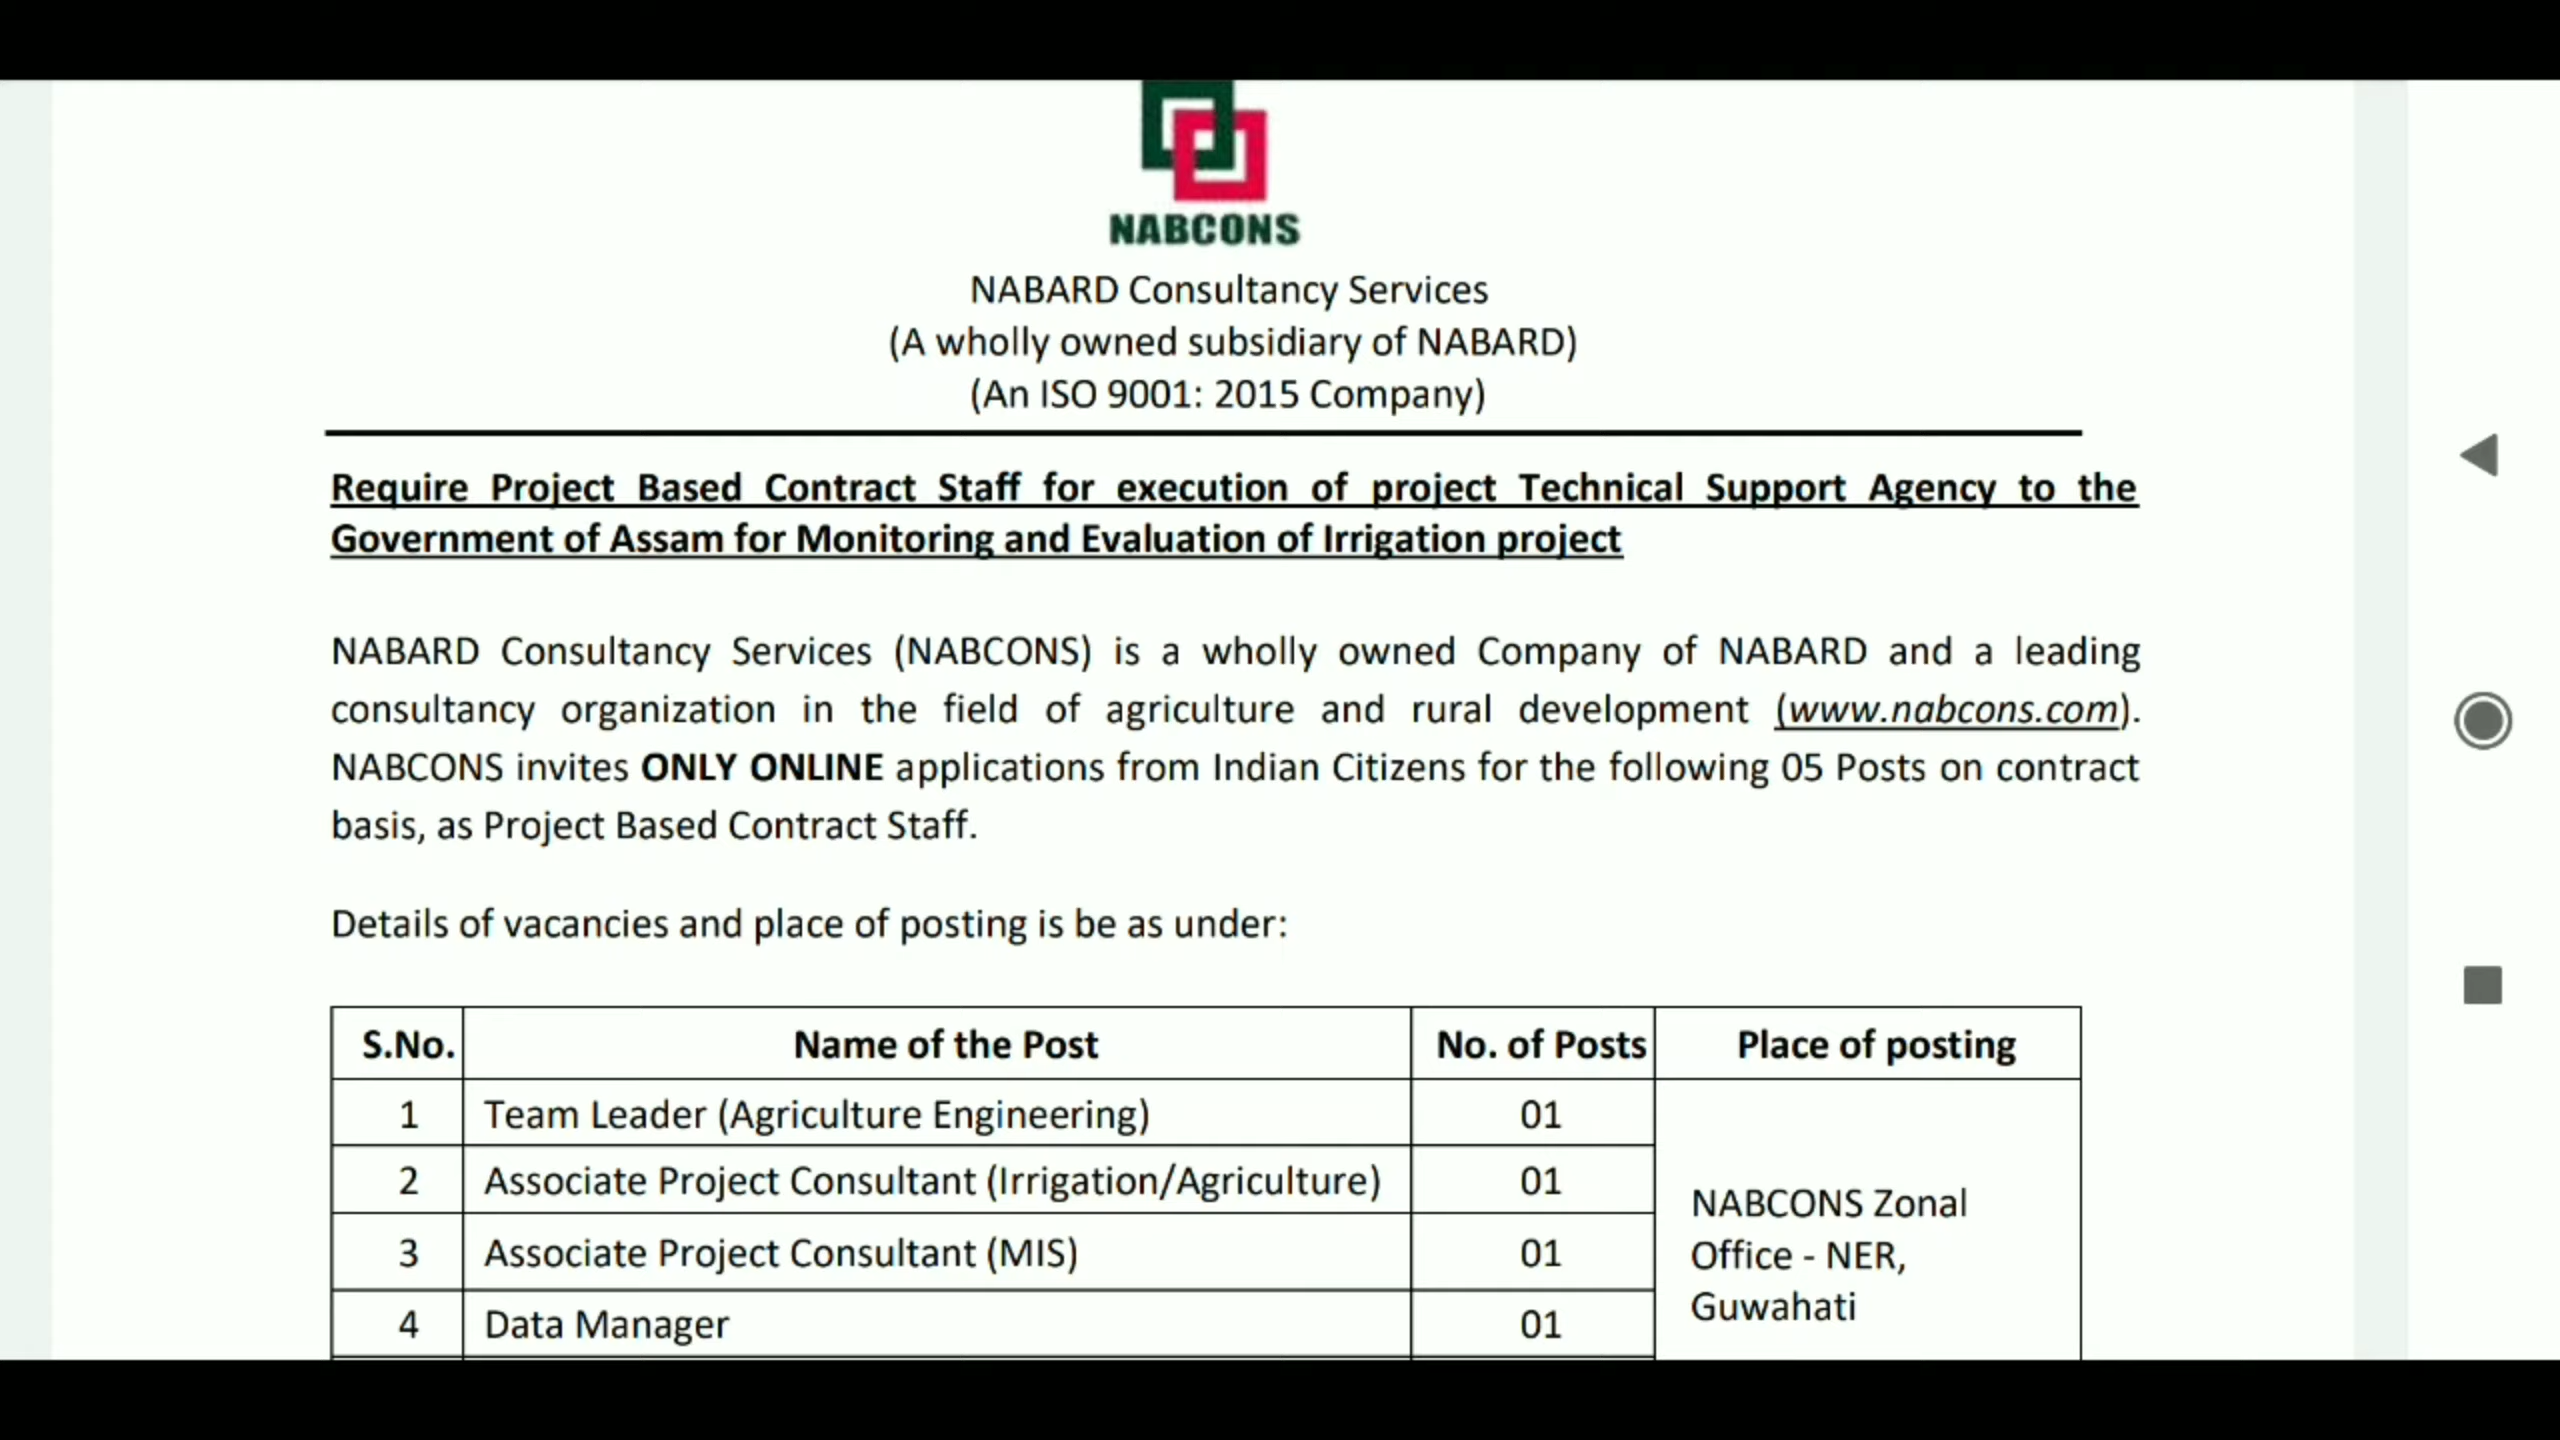 NABCONS
NABARD Consultancy Services
(A wholly owned subsidiary of NABARD)
(An ISO 9001: 2015 Company)
Require Project Based Contract Staff for execution of project Technical Support Agency to the
Government of Assam for Monitoring and Evaluation of Irrigation project
NABARD Consultancy Services (NABCONS) is a wholly owned Company of NABARD and a leading
consultancy organization in the field of agriculture and rural development (www.nabcons.com).
NABCONS invites ONLY ONLINE applications from Indian Citizens for the following 05 Posts on contract
basis, as Project Based Contract Staff.
Details of vacancies and place of posting is be as under:
S.No. Name of the Post No. of Posts Place of posting
1 Team Leader (Agriculture Engineering) 01
2 Associate Project Consultant (Irrigation/Agriculture) 01
3 Associate Project Consultant (MIS) 01
4 Data Manager 01
NABCONS Zonal
Office - NER,
Guwahati